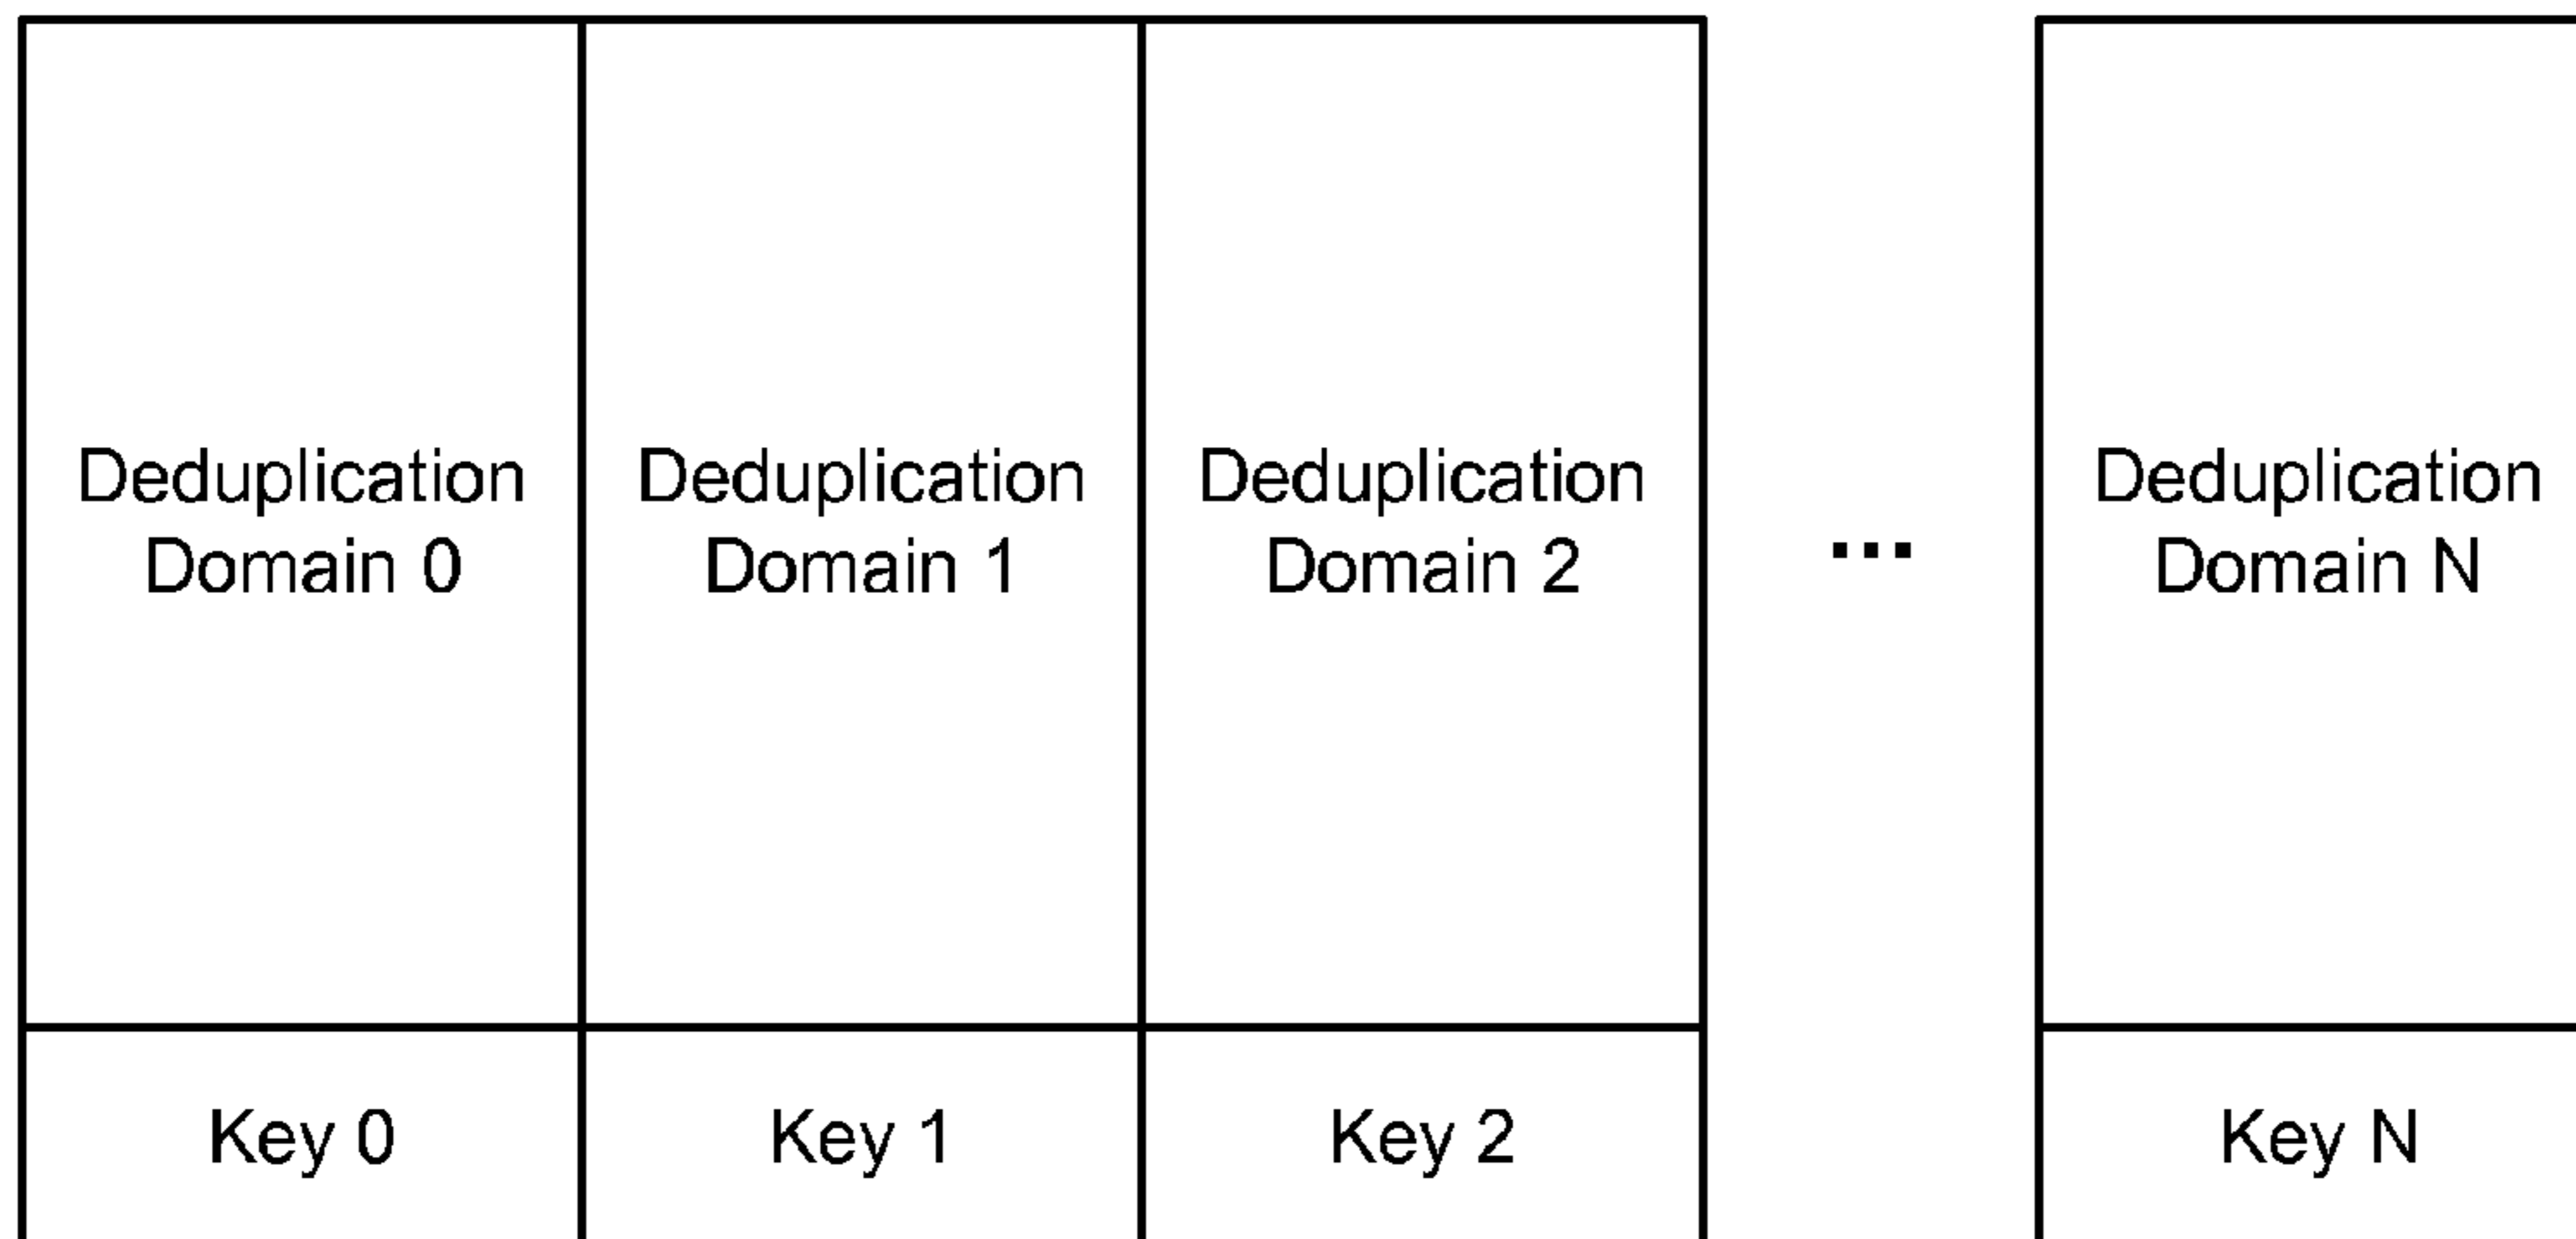 Deduplication
Domain 0
Deduplication
Domain 1
Deduplication
Domain 2
...
Deduplication
Domain N
Key 0
Key 1
Key 2
Key N